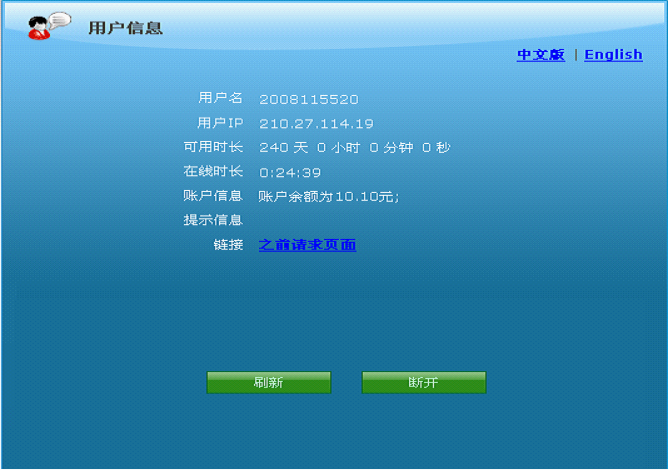 用户信息
中文版 | English
用户名 2008115520
用户IP 210.27.114.19
可用时长 240 天 0 小时 0 分钟 0 秒
在线时长 0:24:39
账户信息 账户余额为10.10元;
提示信息
链接 之前请求页面
刷新 断开